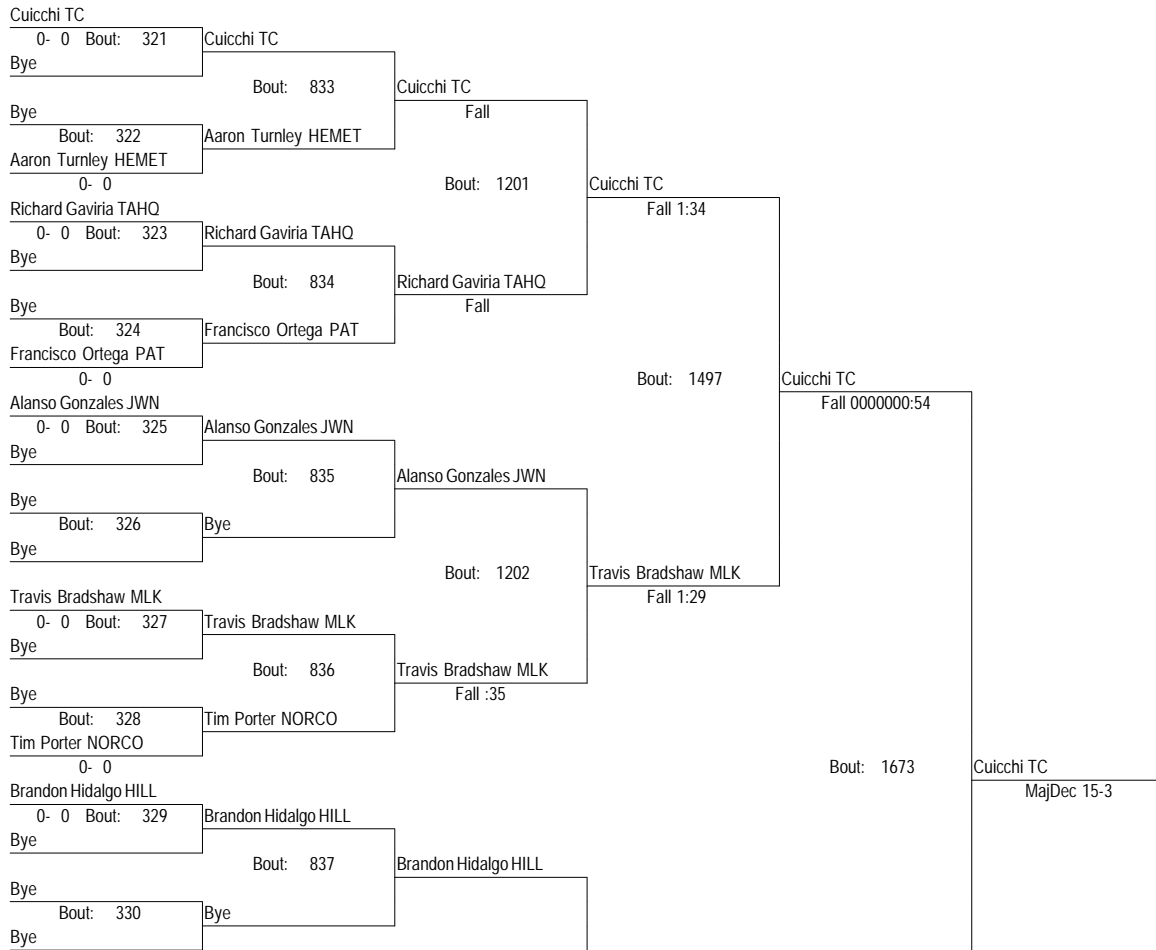 Cuicchi TC
0- 0 Bout: 321 Cuicchi TC
Bye
Bout: 833 Cuicchi TC
Bye Fall
Bout: 322 Aaron Turnley HEMET
Aaron Turnley HEMET
0- 0 Bout: 1201 Cuicchi TC
Richard Gaviria TAHQ Fall 1:34
0- 0 Bout: 323 Richard Gaviria TAHQ
Bye
Bout: 834 Richard Gaviria TAHQ
Bye Fall
Bout: 324 Francisco Ortega PAT
Francisco Ortega PAT
0- 0 Bout: 1497 Cuicchi TC
Alanso Gonzales JWN Fall 0000000:54
0- 0 Bout: 325 Alanso Gonzales JWN
Bye
Bout: 835 Alanso Gonzales JWN
Bye
Bout: 326 Bye
Bye
Bout: 1202 Travis Bradshaw MLK
Travis Bradshaw MLK Fall 1:29
0- 0 Bout: 327 Travis Bradshaw MLK
Bye
Bout: 836 Travis Bradshaw MLK
Bye Fall :35
Bout: 328 Tim Porter NORCO
Tim Porter NORCO
0- 0 Bout: 1673 Cuicchi TC
Brandon Hidalgo HILL MajDec 15-3
0- 0 Bout: 329 Brandon Hidalgo HILL
Bye
Bout: 837 Brandon Hidalgo HILL
Bye
Bout: 330 Bye
Bye